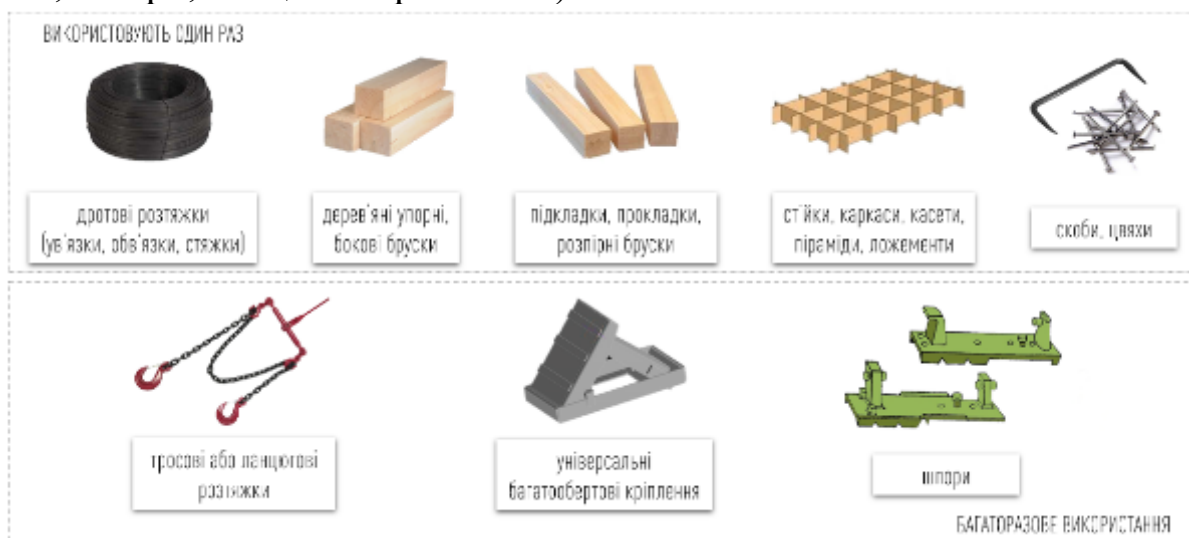 ВИКОРИСТОВУЮТЬ ОДИН РАЗ
дротові розтяжки
(ув'язки, обв'язки, стяжки)
дерев'яні упорні,
бокові бруски
підкладки, прокладки,
розпірні бруски
стійки, каркаси, касети,
піраміди, ложементи
скоби, цвяхи
тросові або ланцюгові
розтяжки
універсальні
багатообертові кріплення
шпори
БАГАТОРАЗОВЕ ВИКОРИСТАННЯ